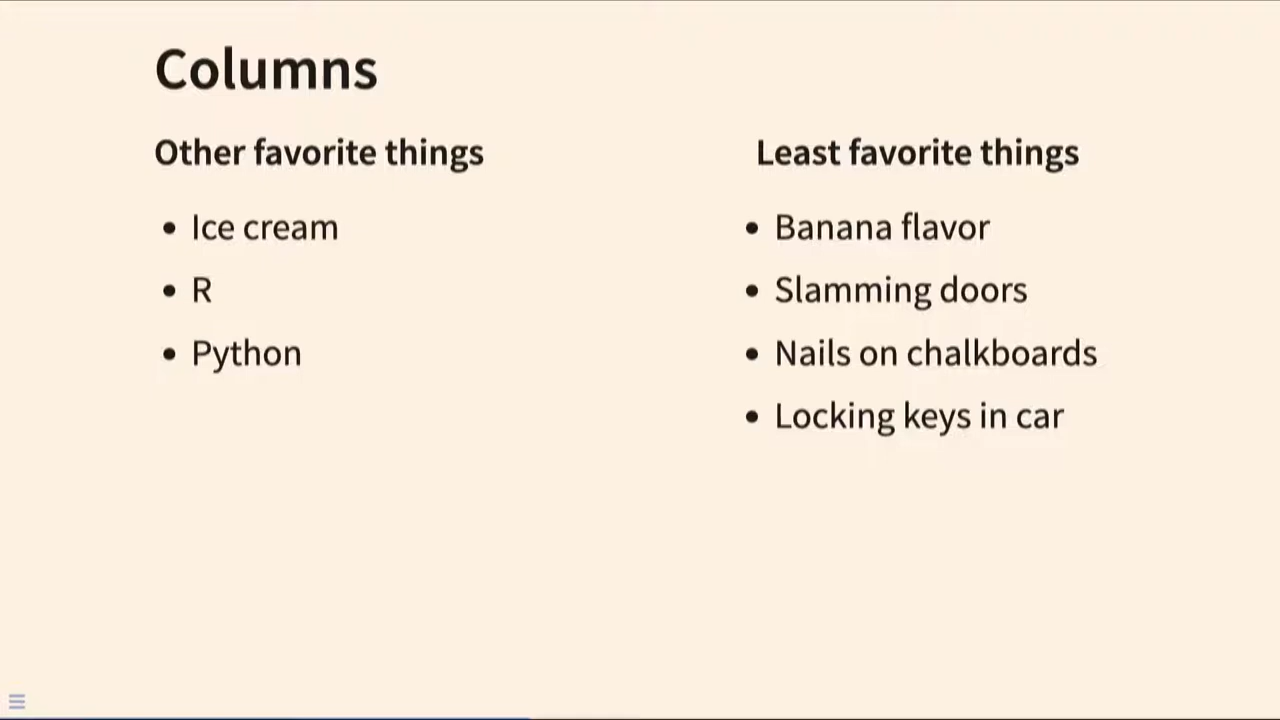 Columns
Other favorite things
• Ice cream
• R
• Python
Least favorite things
• Banana flavor
• Slamming doors
• Nails on chalkboards
• Locking keys in car